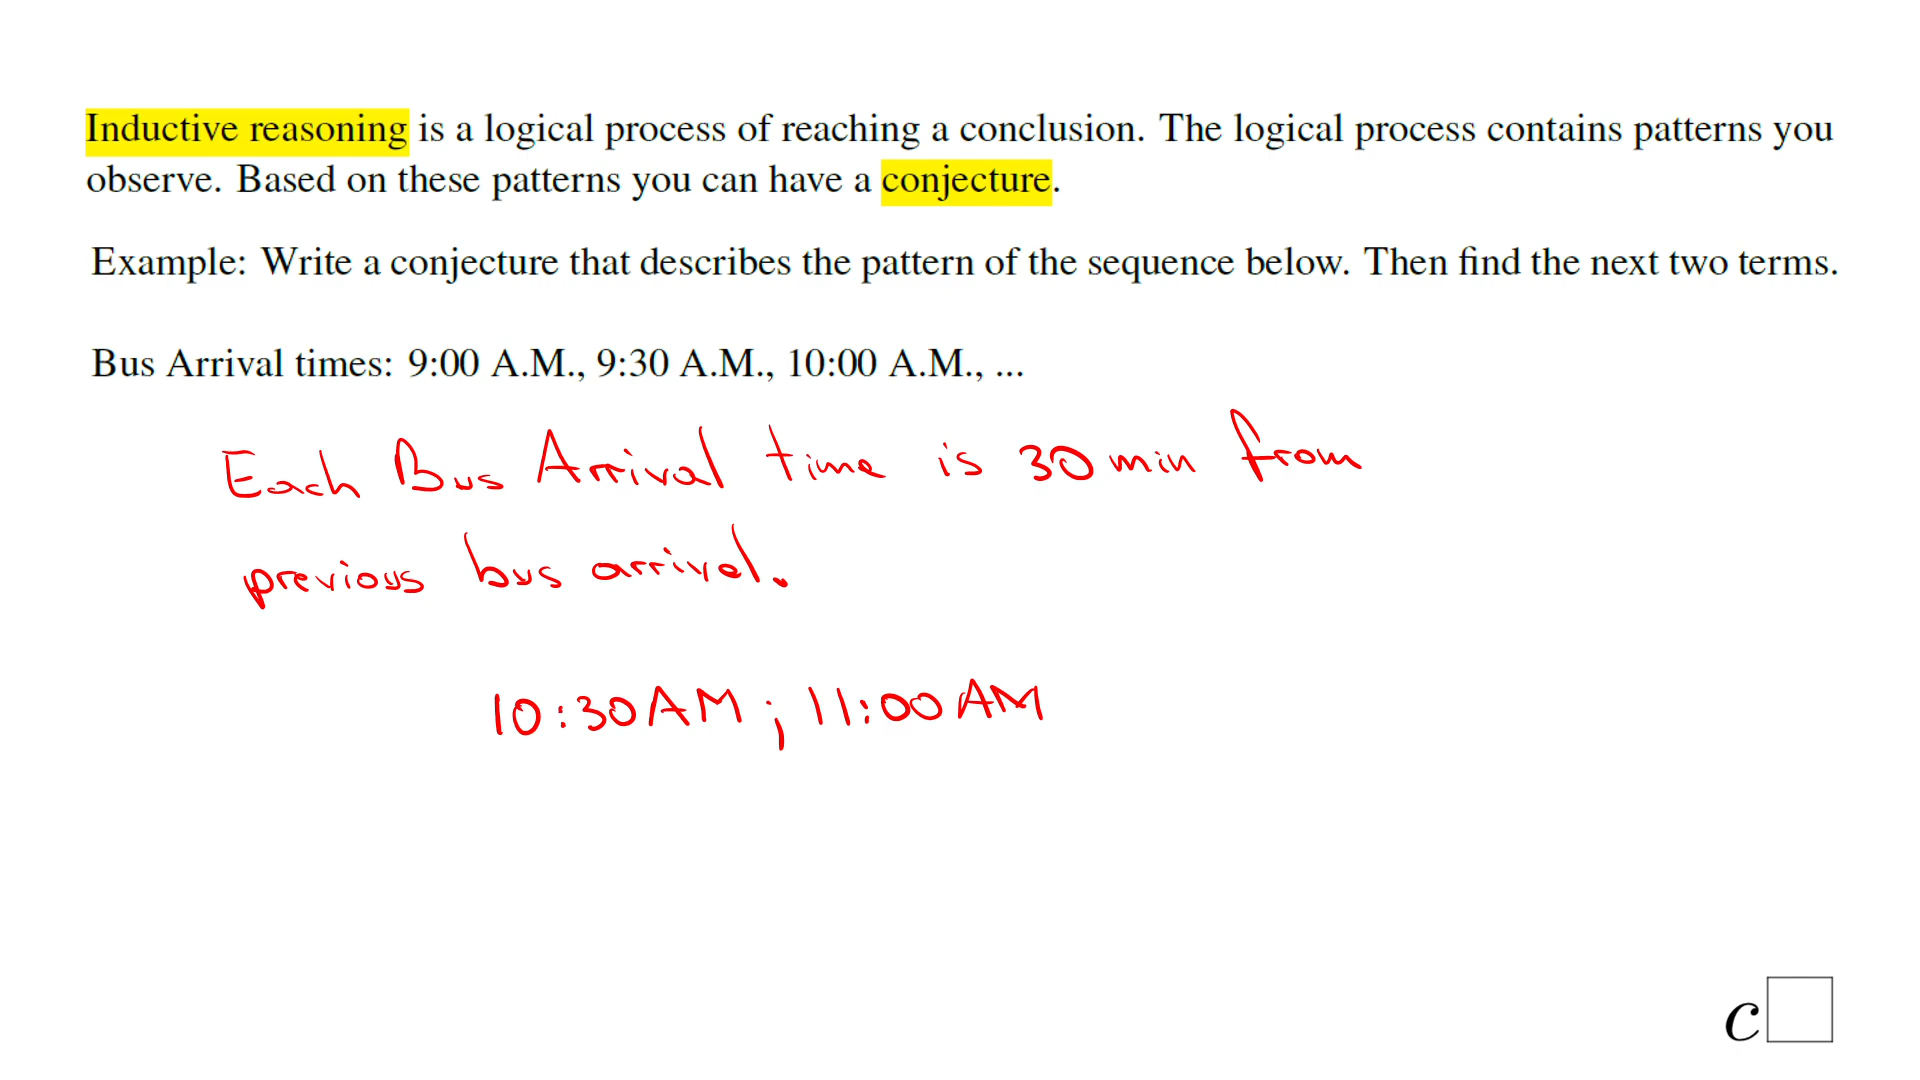 Inductive reasoning is a logical process of reaching a conclusion. The logical process contains patterns you
observe. Based on these patterns you can have a conjecture.
Example: Write a conjecture that describes the pattern of the sequence below. Then find the next two terms.
Bus Arrival times: 9:00 A.M., 9:30 A.M., 10:00 A.M., ...
Each Bus Arrival time is 30 min from
previous bus arrival.
10:30 AM ; 11:00 AM
c